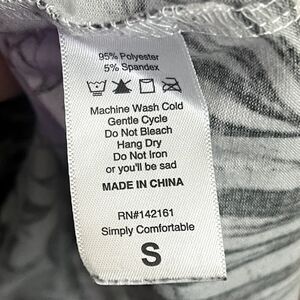 95% Polyester
5% Spandex
Machine Wash Cold
Gentle Cycle
Do Not Bleach
Hang Dry
Do Not Iron
or you'll be sad
MADE IN CHINA
RN#142161
Simply Comfortable
S